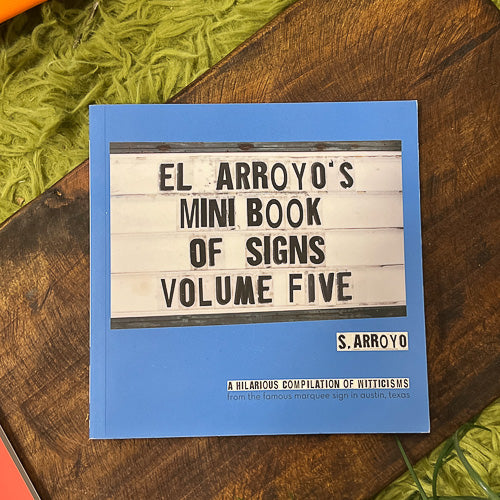 EL ARROYO'S
MINI BOOK
OF SIGNS
VOLUME FIVE
S. ARROYO
A HILARIOUS COMPILATION OF WITTICISMS
from the famous marquee sign in austin, texas